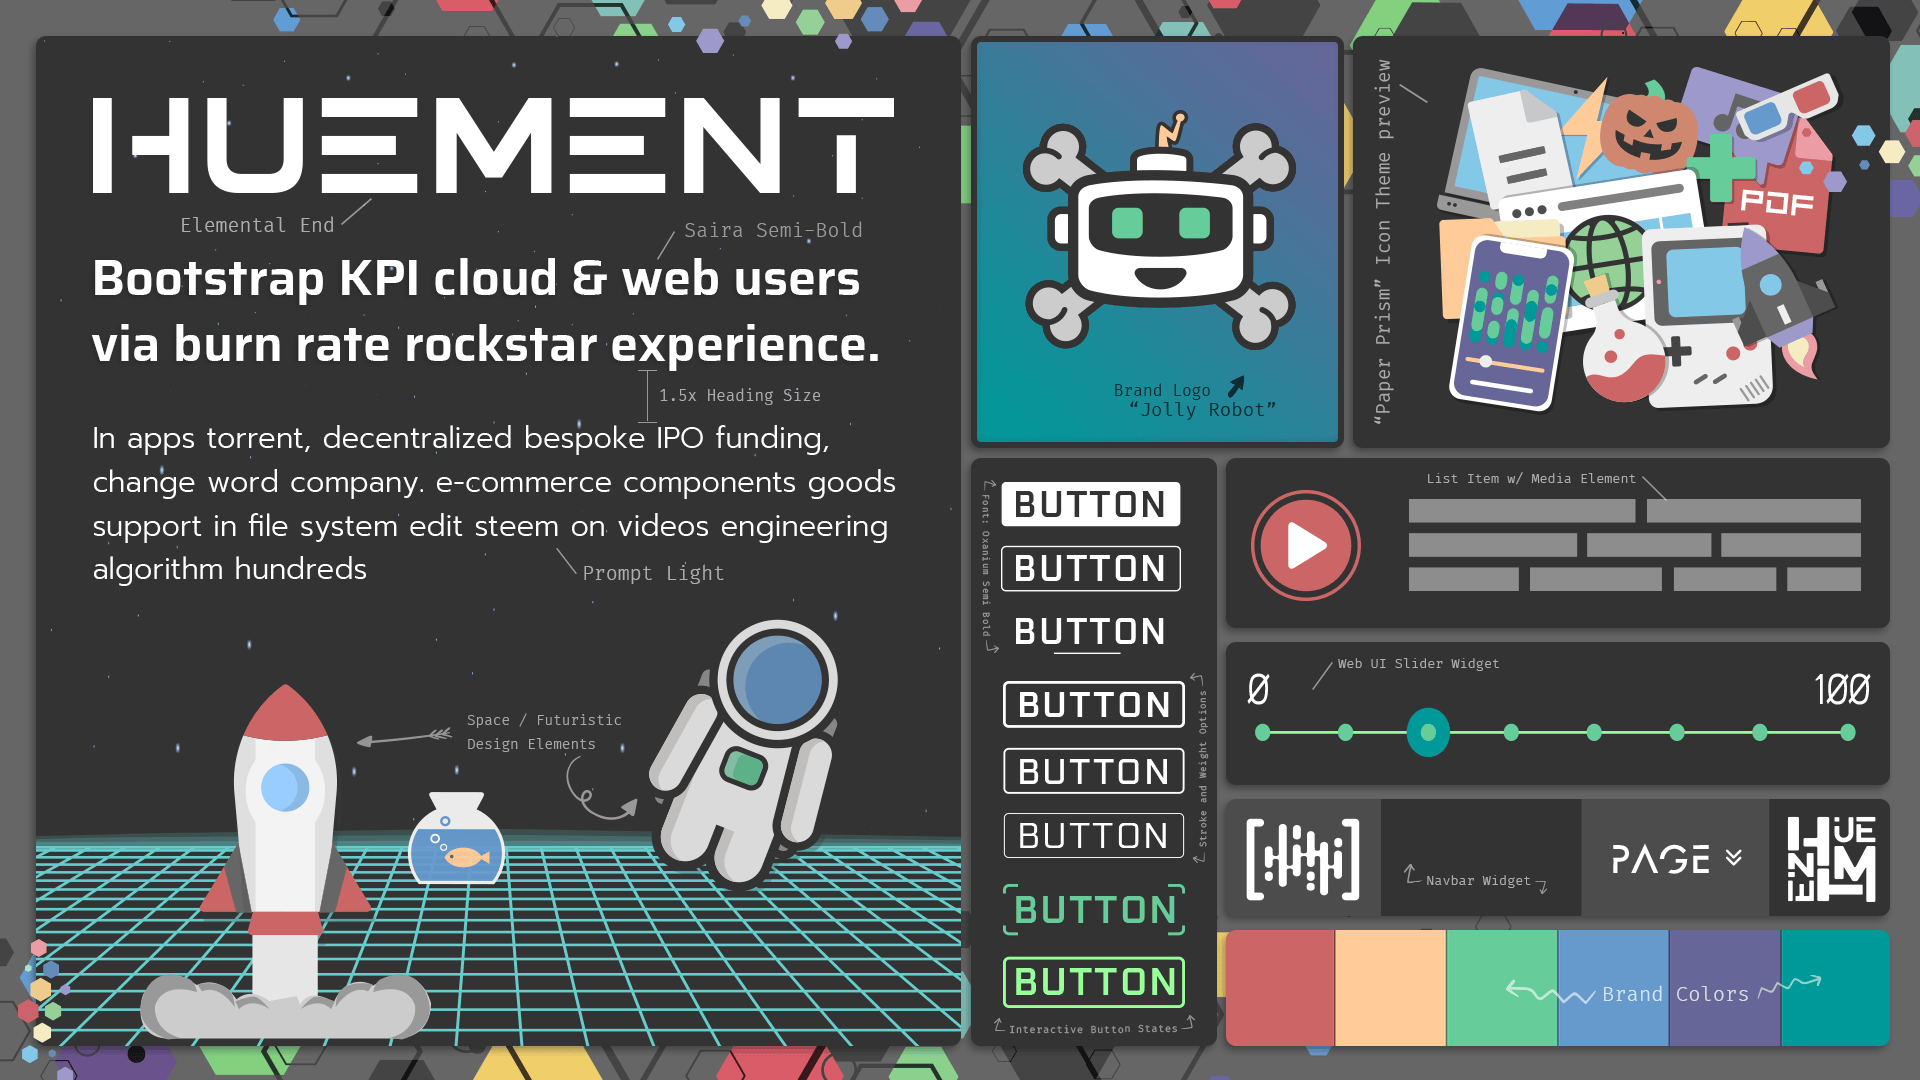 HUEMENT
Elemental End
Saira Semi-Bold
Bootstrap KPI cloud & web users
via burn rate rockstar experience.
1.5x Heading Size
In apps torrent, decentralized bespoke IPO funding,
change word company. e-commerce components goods
support in file system edit steem on videos engineering
algorithm hundreds
Prompt Light
Space / Futuristic
Design Elements
Brand Logo
“Jolly Robot”
“Paper Prism” Icon Theme preview
PDF
Font: Oxanium Semi Bold
BUTTON
BUTTON
BUTTON
BUTTON
BUTTON
BUTTON
Stroke and Weight Options
BUTTON
BUTTON
Interactive Button States
List Item w/ Media Element
Web UI Slider Widget
0
100
Navbar Widget
PAGE
HUEMENT
Brand Colors